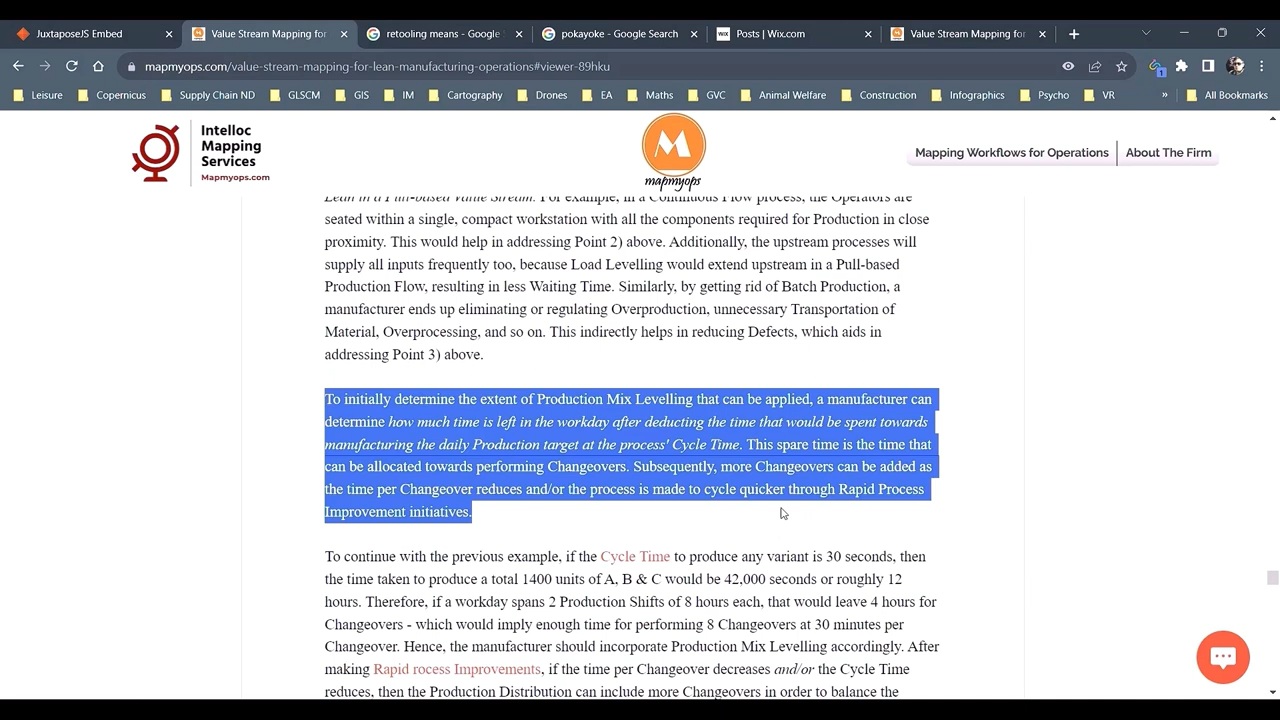 JuxtaposeJS Embed
Value Stream Mapping for
retooling means - Google
pokayoke - Google Search
WIX
Posts | Wix.com
Value Stream Mapping for
mapmyops.com/value-stream-mapping-for-lean-manufacturing-operations#viewer-89hku
Leisure
Copernicus
Supply Chain ND
GLSCM
GIS
IM
Cartography
Drones
EA
Maths
GVC
Animal Welfare
Construction
Infographics
Psycho
VR
»
All Bookmarks
Intelloc
Mapping
Services
Mapmyops.com
mapmyops
Mapping Workflows for Operations
About The Firm
Lean in a Pull-based Value Stream. For example, in a Continuous Flow process, the Operators are
seated within a single, compact workstation with all the components required for Production in close
proximity. This would help in addressing Point 2) above. Additionally, the upstream processes will
supply all inputs frequently too, because Load Levelling would extend upstream in a Pull-based
Production Flow, resulting in less Waiting Time. Similarly, by getting rid of Batch Production, a
manufacturer ends up eliminating or regulating Overproduction, unnecessary Transportation of
Material, Overprocessing, and so on. This indirectly helps in reducing Defects, which aids in
addressing Point 3) above.
To initially determine the extent of Production Mix Levelling that can be applied, a manufacturer can
determine how much time is left in the workday after deducting the time that would be spent towards
manufacturing the daily Production target at the process' Cycle Time. This spare time is the time that
can be allocated towards performing Changeovers. Subsequently, more Changeovers can be added as
the time per Changeover reduces and/or the process is made to cycle quicker through Rapid Process
Improvement initiatives.
To continue with the previous example, if the Cycle Time to produce any variant is 30 seconds, then
the time taken to produce a total 1400 units of A, B & C would be 42,000 seconds or roughly 12
hours. Therefore, if a workday spans 2 Production Shifts of 8 hours each, that would leave 4 hours for
Changeovers - which would imply enough time for performing 8 Changeovers at 30 minutes per
Changeover. Hence, the manufacturer should incorporate Production Mix Levelling accordingly. After
making Rapid rocess Improvements, if the time per Changeover decreases and/or the Cycle Time
reduces, then the Production Distribution can include more Changeovers in order to balance the